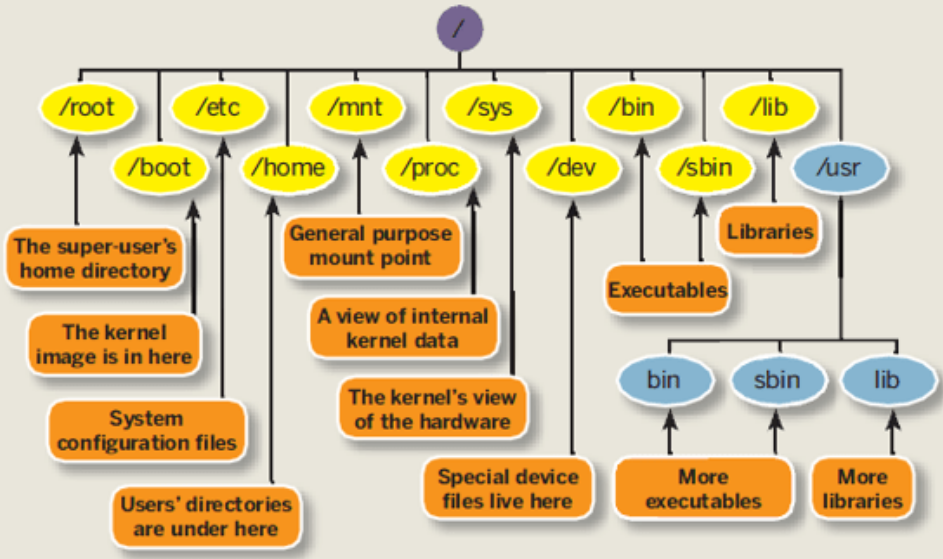 /
/root
/etc
/mnt
/sys
/bin
/lib
/boot
/home
/proc
/dev
/sbin
/usr
The super-user's
home directory
General purpose
mount point
Libraries
Executables
The kernel
image is in here
A view of internal
kernel data
The kernel's view
of the hardware
bin
sbin
lib
System
configuration files
Special device
files live here
More
executables
More
libraries
Users' directories
are under here